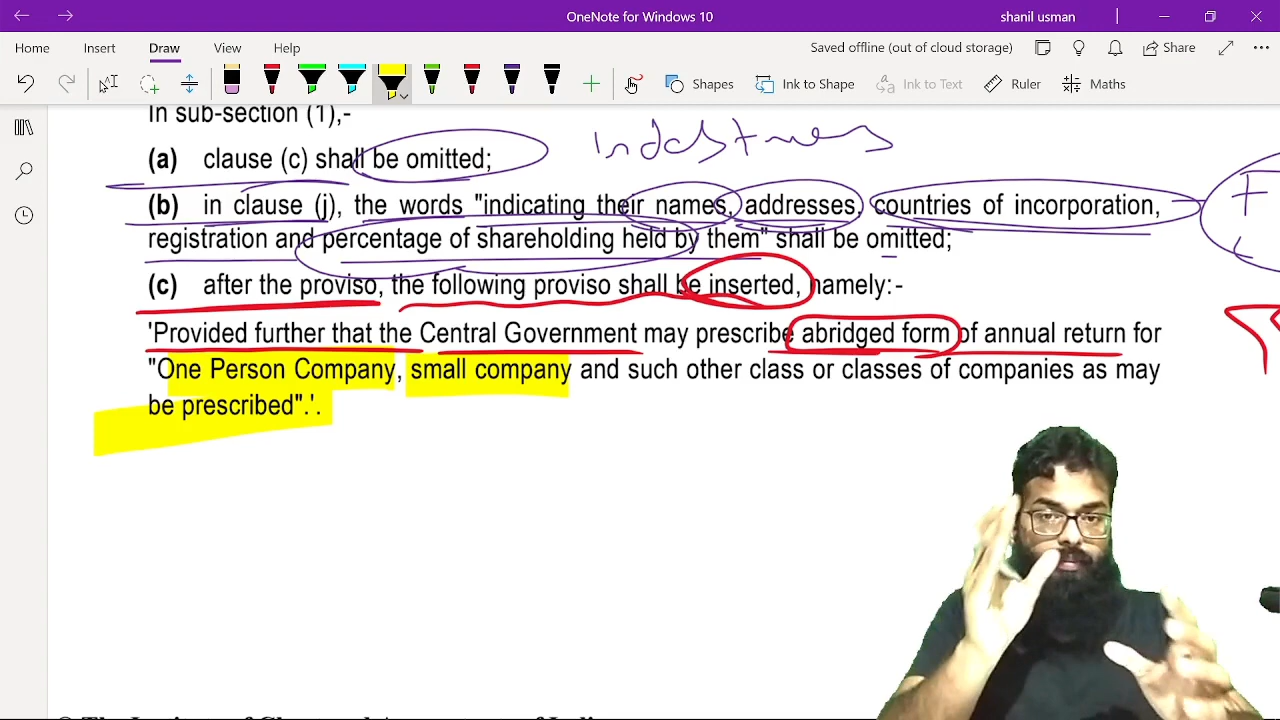 OneNote for Windows 10
shanil usman
Home Insert Draw View Help
Saved offline (out of cloud storage)
Share
Shapes
Ink to Shape
Ink to Text
Ruler
Maths
In sub-section (1),-
(a) clause (c) shall be omitted;
(b) in clause (j), the words "indicating their names, addresses, countries of incorporation,
registration and percentage of shareholding held by them" shall be omitted;
(c) after the proviso, the following proviso shall be inserted, namely:-
'Provided further that the Central Government may prescribe abridged form of annual return for
"One Person Company, small company and such other class or classes of companies as may
be prescribed".'.